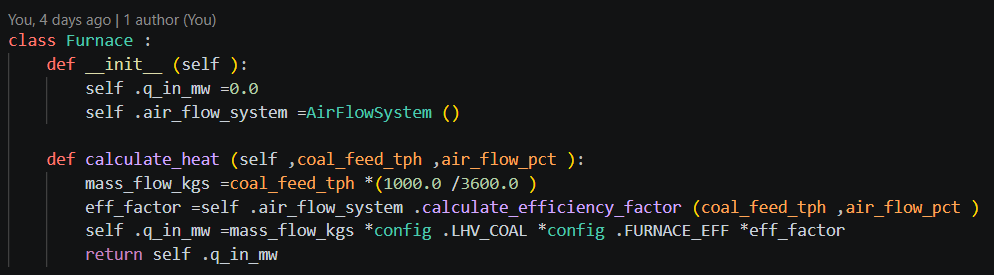 You, 4 days ago | 1 author (You)
class Furnace :
    def __init__ (self ):
        self .q_in_mw =0.0
        self .air_flow_system =AirFlowSystem ()

    def calculate_heat (self ,coal_feed_tph ,air_flow_pct ):
        mass_flow_kgs =coal_feed_tph *(1000.0 /3600.0 )
        eff_factor =self .air_flow_system .calculate_efficiency_factor (coal_feed_tph ,air_flow_pct )
        self .q_in_mw =mass_flow_kgs *config .LHV_COAL *config .FURNACE_EFF *eff_factor
        return self .q_in_mw